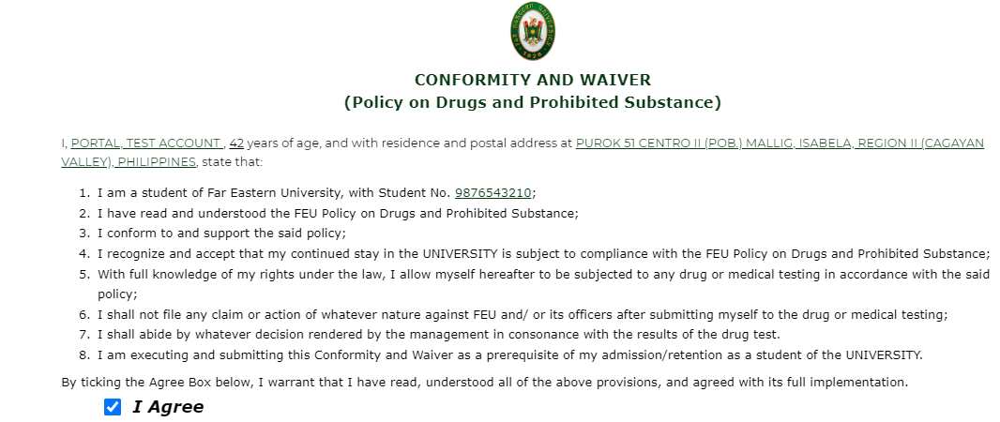 FAR EASTERN UNIVERSITY
1928
CONFORMITY AND WAIVER
(Policy on Drugs and Prohibited Substance)
I, PORTAL, TEST ACCOUNT , 42 years of age, and with residence and postal address at PUROK 51 CENTRO II (POB.) MALLIG, ISABELA, REGION II (CAGAYAN
VALLEY), PHILIPPINES, state that:
1. I am a student of Far Eastern University, with Student No. 9876543210;
2. I have read and understood the FEU Policy on Drugs and Prohibited Substance;
3. I conform to and support the said policy;
4. I recognize and accept that my continued stay in the UNIVERSITY is subject to compliance with the FEU Policy on Drugs and Prohibited Substance;
5. With full knowledge of my rights under the law, I allow myself hereafter to be subjected to any drug or medical testing in accordance with the said
policy;
6. I shall not file any claim or action of whatever nature against FEU and/ or its officers after submitting myself to the drug or medical testing;
7. I shall abide by whatever decision rendered by the management in consonance with the results of the drug test.
8. I am executing and submitting this Conformity and Waiver as a prerequisite of my admission/retention as a student of the UNIVERSITY.
By ticking the Agree Box below, I warrant that I have read, understood all of the above provisions, and agreed with its full implementation.
I Agree